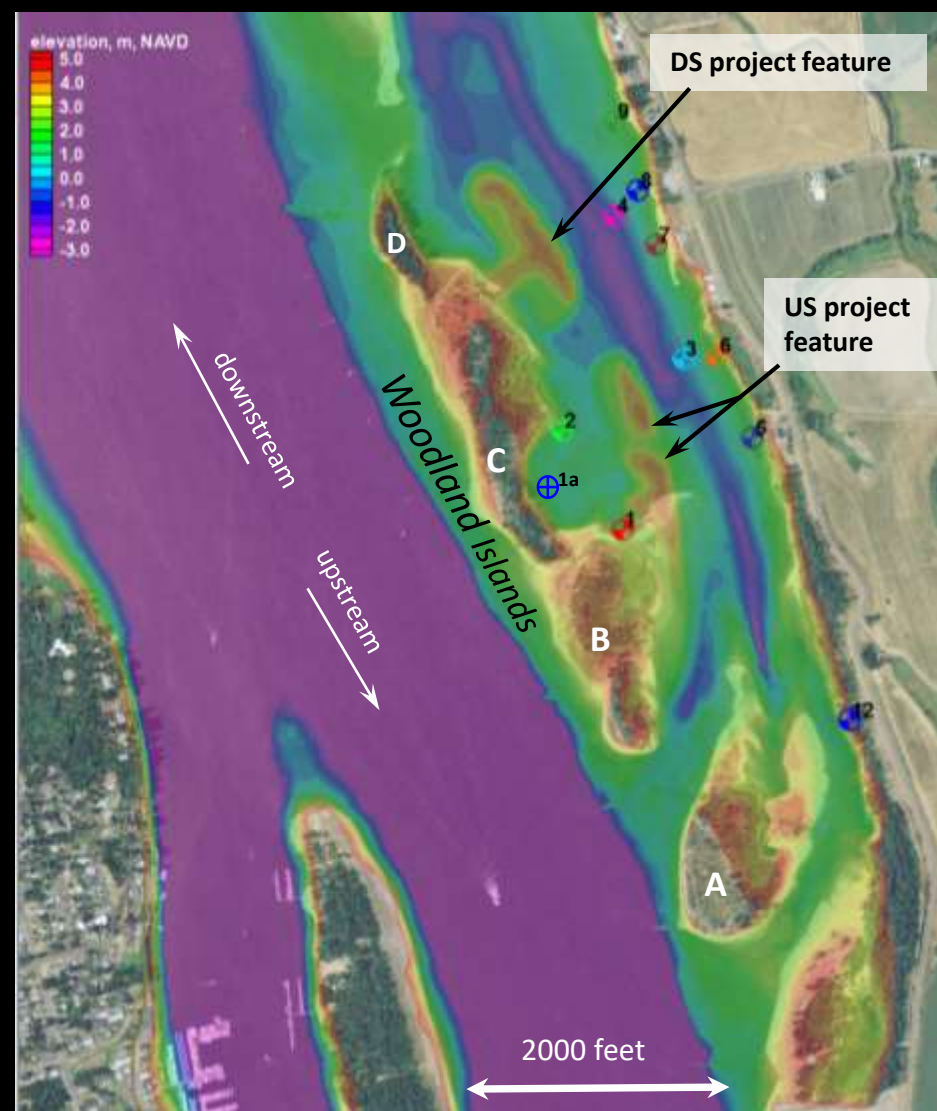 elevation, m, NAVD
5.0
4.0
3.0
2.0
1.0
0.0
-1.0
-2.0
-3.0
DS project feature
9
8
4
7
D
US project
feature
3
6
downstream
Woodland Islands
2
5
C
1a
1
upstream
B
12
A
2000 feet